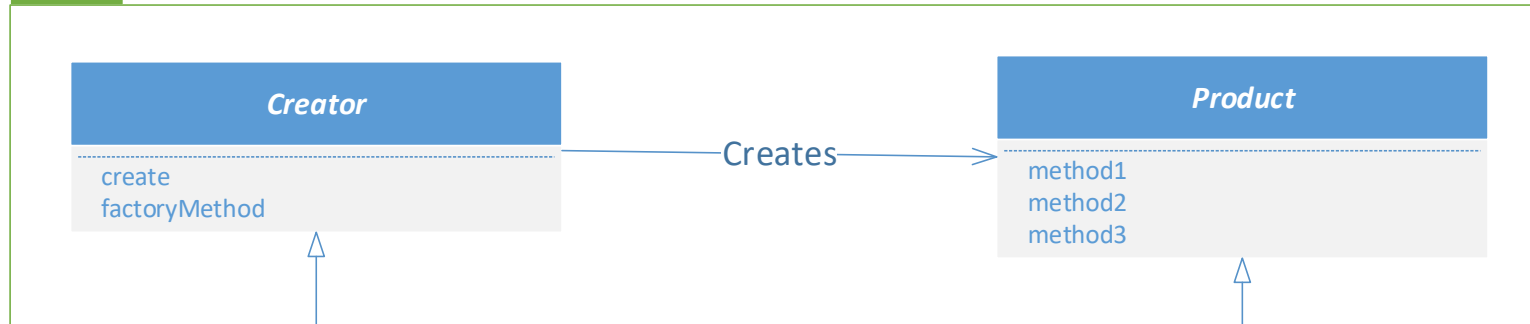 Creator
create
factoryMethod
Creates
Product
method1
method2
method3